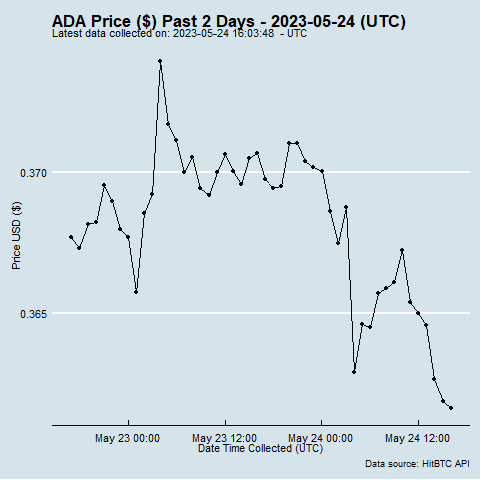 ADA Price ($) Past 2 Days - 2023-05-24 (UTC)
Latest data collected on: 2023-05-24 16:03:48  - UTC
0.370
Price USD ($)
0.365
May 23 00:00 May 23 12:00 May 24 00:00 May 24 12:00
Date Time Collected (UTC)
Data source: HitBTC API